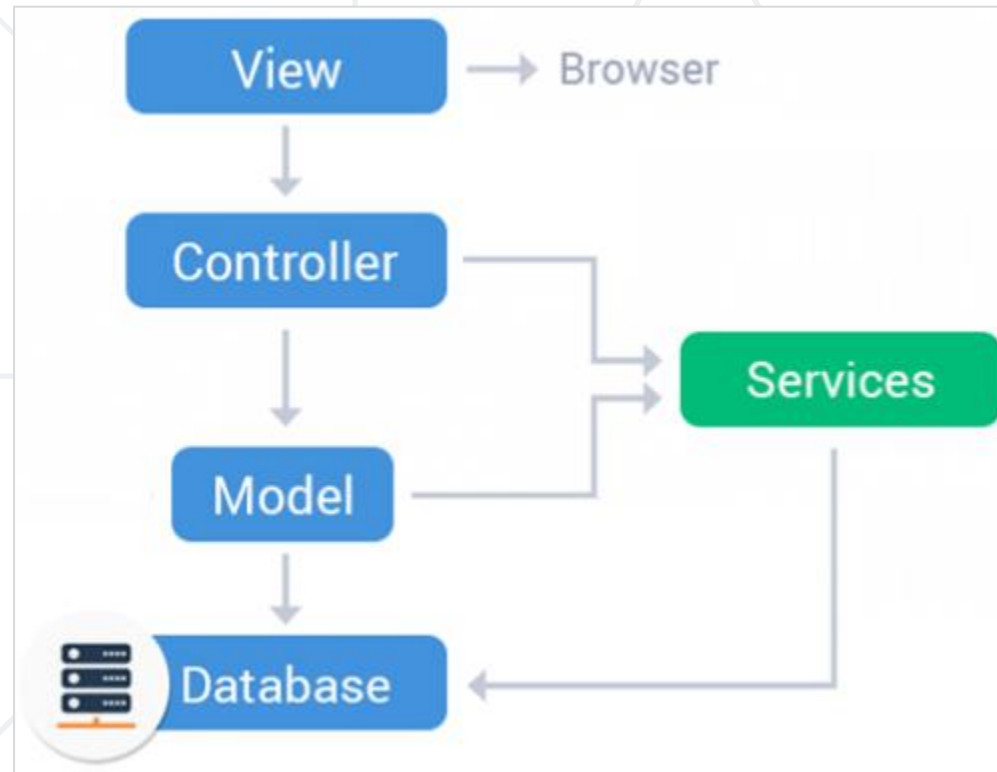 View
Browser
Controller
Services
Model
Database